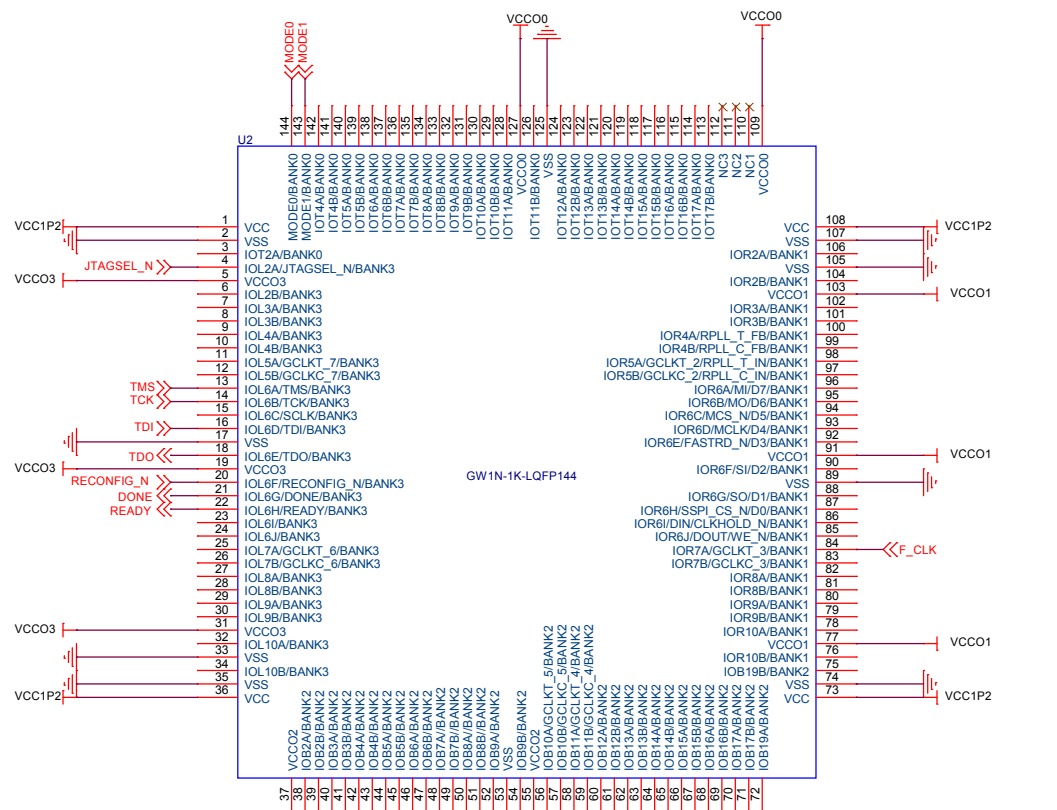 MODE0
MODE1
VCCO0
VCCO0
144
143
142
141
140
139
138
137
136
135
134
133
132
131
130
129
128
127
126
125
124
123
122
121
120
119
118
117
116
115
114
113
112
111
110
109
U2
MODE0/BANK0
MODE1/BANK0
IOT4A/BANK0
IOT4B/BANK0
IOT5A/BANK0
IOT5B/BANK0
IOT6A/BANK0
IOT6B/BANK0
IOT7A/BANK0
IOT7B/BANK0
IOT8A/BANK0
IOT8B/BANK0
IOT9A/BANK0
IOT9B/BANK0
IOT10A/BANK0
IOT10B/BANK0
IOT11A/BANK0
VCCO0
IOT11B/BANK0
VSS
IOT12A/BANK0
IOT12B/BANK0
IOT13A/BANK0
IOT13B/BANK0
IOT14A/BANK0
IOT14B/BANK0
IOT15A/BANK0
IOT15B/BANK0
IOT16A/BANK0
IOT16B/BANK0
IOT17A/BANK0
IOT17B/BANK0
NC3
NC2
NC1
VCCO0
VCC1P2 1 VCC
2 VSS
3 IOT2A/BANK0
JTAGSEL_N 4 IOL2A/JTAGSEL_N/BANK3
VCCO3 5 VCCO3
6 IOL2B/BANK3
7 IOL3A/BANK3
8 IOL3B/BANK3
9 IOL4A/BANK3
10 IOL4B/BANK3
11 IOL5A/GCLKT_7/BANK3
12 IOL5B/GCLKC_7/BANK3
TMS 13 IOL6A/TMS/BANK3
TCK 14 IOL6B/TCK/BANK3
15 IOL6C/SCLK/BANK3
TDI 16 IOL6D/TDI/BANK3
17 VSS
TDO 18 IOL6E/TDO/BANK3
VCCO3 19 VCCO3
RECONFIG_N 20 IOL6F/RECONFIG_N/BANK3
DONE 21 IOL6G/DONE/BANK3
READY 22 IOL6H/READY/BANK3
23 IOL6I/BANK3
24 IOL6J/BANK3
25 IOL7A/GCLKT_6/BANK3
26 IOL7B/GCLKC_6/BANK3
27 IOL8A/BANK3
28 IOL8B/BANK3
29 IOL9A/BANK3
30 IOL9B/BANK3
VCCO3 31 VCCO3
32 IOL10A/BANK3
33 VSS
34 IOL10B/BANK3
35 VSS
VCC1P2 36 VCC
GW1N-1K-LQFP144
VCC 108 VCC1P2
VSS 107
IOR2A/BANK1 106
VSS 105
IOR2B/BANK1 104
VCCO1 103 VCCO1
IOR3A/BANK1 102
IOR3B/BANK1 101
IOR4A/RPLL_T_FB/BANK1 100
IOR4B/RPLL_C_FB/BANK1 99
IOR5A/GCLKT_2/RPLL_T_IN/BANK1 98
IOR5B/GCLKC_2/RPLL_C_IN/BANK1 97
IOR6A/MI/D7/BANK1 96
IOR6B/MO/D6/BANK1 95
IOR6C/MCS_N/D5/BANK1 94
IOR6D/MCLK/D4/BANK1 93
IOR6E/FASTRD_N/D3/BANK1 92
VCCO1 91 VCCO1
IOR6F/SI/D2/BANK1 90
VSS 89
IOR6G/SO/D1/BANK1 88
IOR6H/SSPI_CS_N/D0/BANK1 87
IOR6I/DIN/CLKHOLD_N/BANK1 86
IOR6J/DOUT/WE_N/BANK1 85
IOR7A/GCLKT_3/BANK1 84 F_CLK
IOR7B/GCLKC_3/BANK1 83
IOR8A/BANK1 82
IOR8B/BANK1 81
IOR9A/BANK1 80
IOR9B/BANK1 79
IOR10A/BANK1 78
VCCO1 77 VCCO1
IOR10B/BANK1 76
IOB19B/BANK2 75
VSS 74
VCC 73 VCC1P2
VCCO2
IOB2A/BANK2
IOB2B/BANK2
IOB3A/BANK2
IOB3B/BANK2
IOB4A/BANK2
IOB4B/BANK2
IOB5A/BANK2
IOB5B/BANK2
IOB6A/BANK2
IOB6B/BANK2
IOB7A//BANK2
IOB7B//BANK2
IOB8A//BANK2
IOB8B//BANK2
IOB9A/BANK2
VSS
IOB9B/BANK2
VCCO2
IOB10A/GCLKT_5/BANK2
IOB10B/GCLKC_5/BANK2
IOB11A/GCLKT_4/BANK2
IOB11B/GCLKC_4/BANK2
IOB12A/BANK2
IOB12B/BANK2
IOB13A/BANK2
IOB13B/BANK2
IOB14A/BANK2
IOB14B/BANK2
IOB15A/BANK2
IOB15B/BANK2
IOB16A/BANK2
IOB16B/BANK2
IOB17A/BANK2
IOB17B/BANK2
IOB19A/BANK2
37
38
39
40
41
42
43
44
45
46
47
48
49
50
51
52
53
54
55
56
57
58
59
60
61
62
63
64
65
66
67
68
69
70
71
72